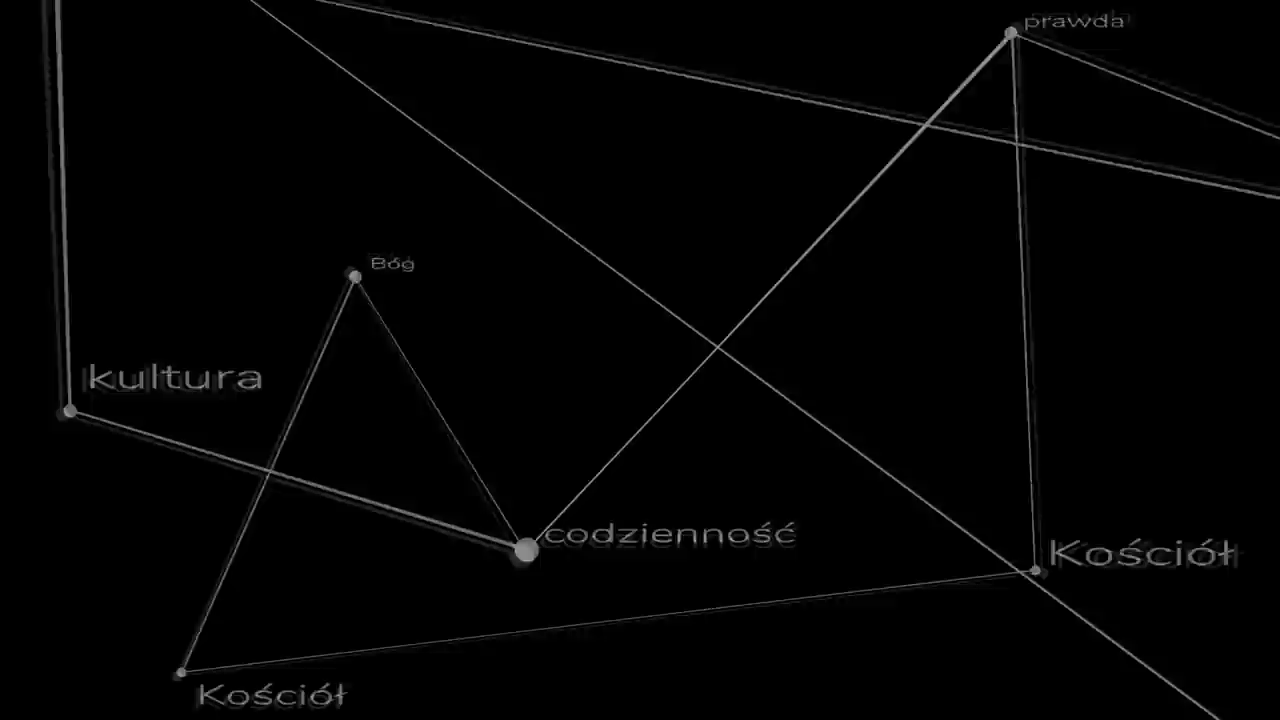 prawda
Bóg
kultura
codzienność
Kościół
Kościół